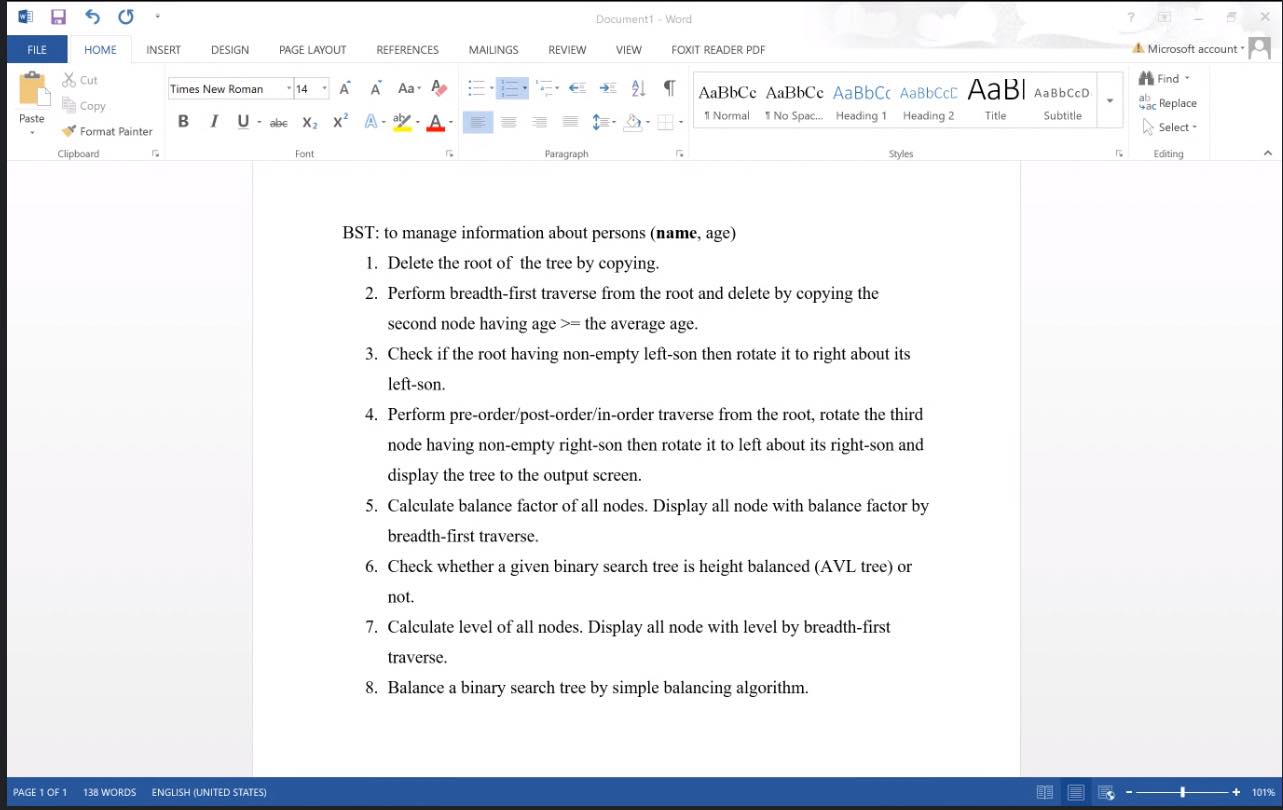 Document1 - Word
?
FILE HOME INSERT DESIGN PAGE LAYOUT REFERENCES MAILINGS REVIEW VIEW FOXIT READER PDF
Microsoft account
Paste
Cut
Copy
Format Painter
Clipboard
Times New Roman 14
A A Aa A
B I U abc X₂ X² A aby A
Font
Paragraph
AaBbCc AaBbCc AaBbCc AaBbCcD AaBl AaBbCcD
¶ Normal ¶ No Spac... Heading 1 Heading 2 Title Subtitle
Styles
Find
Replace
Select
Editing
BST: to manage information about persons (name, age)
1. Delete the root of  the tree by copying.
2. Perform breadth-first traverse from the root and delete by copying the
second node having age >= the average age.
3. Check if the root having non-empty left-son then rotate it to right about its
left-son.
4. Perform pre-order/post-order/in-order traverse from the root, rotate the third
node having non-empty right-son then rotate it to left about its right-son and
display the tree to the output screen.
5. Calculate balance factor of all nodes. Display all node with balance factor by
breadth-first traverse.
6. Check whether a given binary search tree is height balanced (AVL tree) or
not.
7. Calculate level of all nodes. Display all node with level by breadth-first
traverse.
8. Balance a binary search tree by simple balancing algorithm.
PAGE 1 OF 1 138 WORDS ENGLISH (UNITED STATES)
101%